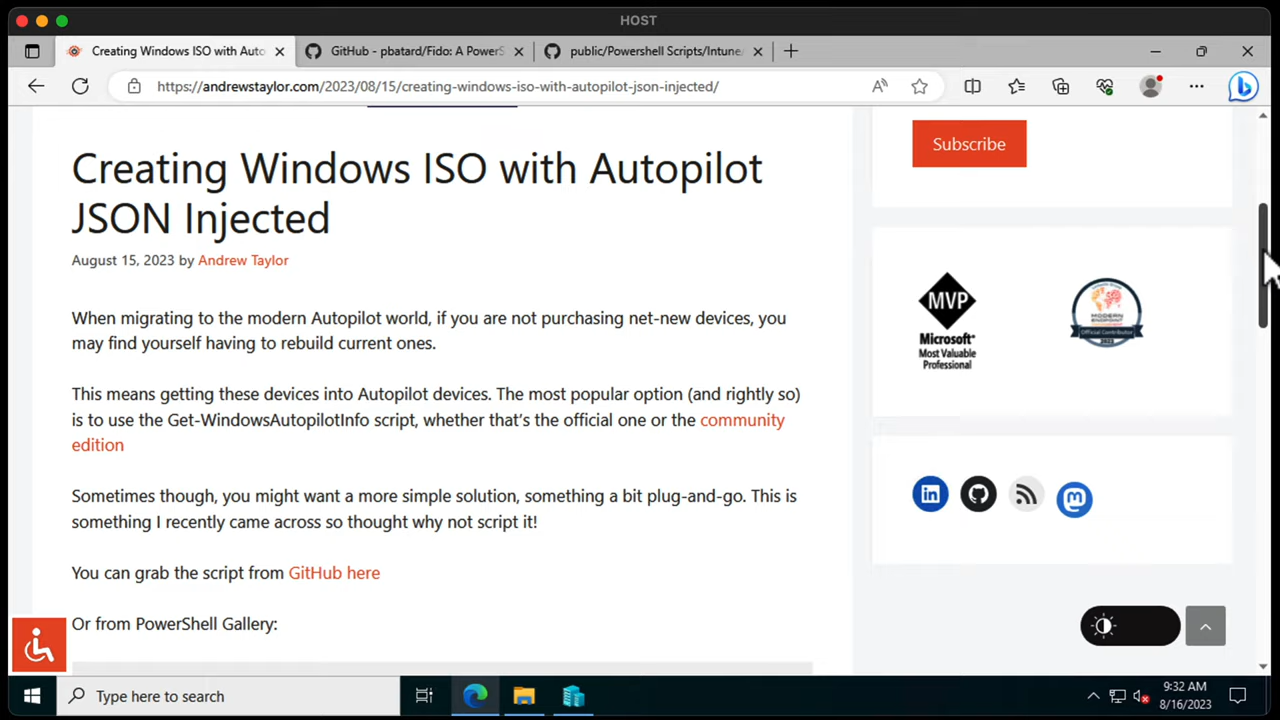 HOST
Creating Windows ISO with Auto
GitHub - pbatard/Fido: A PowerS
public/Powershell Scripts/Intune/
https://andrewstaylor.com/2023/08/15/creating-windows-iso-with-autopilot-json-injected/
Creating Windows ISO with Autopilot
JSON Injected
August 15, 2023 by Andrew Taylor
When migrating to the modern Autopilot world, if you are not purchasing net-new devices, you
may find yourself having to rebuild current ones.
This means getting these devices into Autopilot devices. The most popular option (and rightly so)
is to use the Get-WindowsAutopilotInfo script, whether that's the official one or the community
edition
Sometimes though, you might want a more simple solution, something a bit plug-and-go. This is
something I recently came across so thought why not script it!
You can grab the script from GitHub here
Or from PowerShell Gallery:
Subscribe
MVP
Microsoft®
Most Valuable
Professional
Type here to search
9:32 AM
8/16/2023